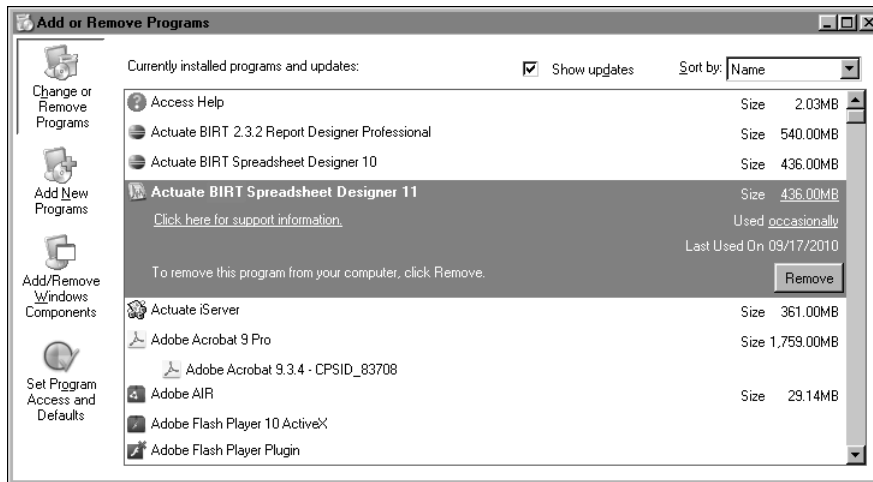 Add or Remove Programs
Change or
Remove
Programs
Add New
Programs
Add/Remove
Windows
Components
Set Program
Access and
Defaults
Currently installed programs and updates:
Show updates
Sort by: Name
Access Help Size 2.03MB
Actuate BIRT 2.3.2 Report Designer Professional Size 540.00MB
Actuate BIRT Spreadsheet Designer 10 Size 436.00MB
Actuate BIRT Spreadsheet Designer 11 Size 436.00MB
Click here for support information. Used occasionally
Last Used On 09/17/2010
To remove this program from your computer, click Remove. Remove
Actuate iServer Size 361.00MB
Adobe Acrobat 9 Pro Size 1,759.00MB
Adobe Acrobat 9.3.4 - CPSID_83708
Adobe AIR Size 29.14MB
Adobe Flash Player 10 ActiveX
Adobe Flash Player Plugin